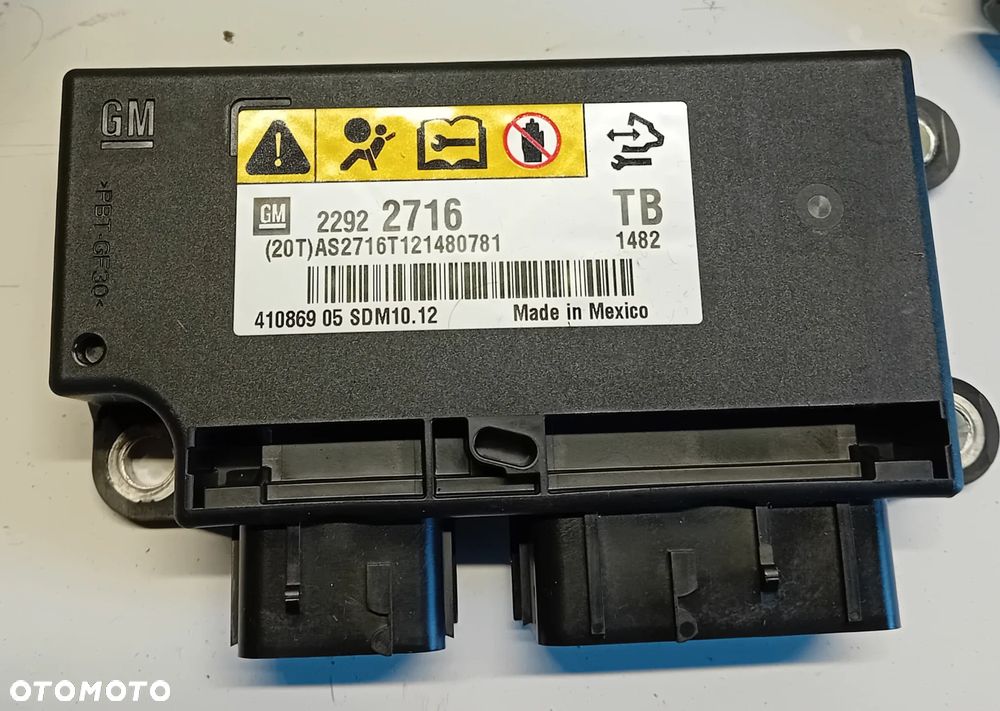 GM
>PBT-GF30<
GM 2292 2716 TB
(20T)AS2716T121480781 1482
410869 05 SDM10.12 Made in Mexico
OTOMOTO